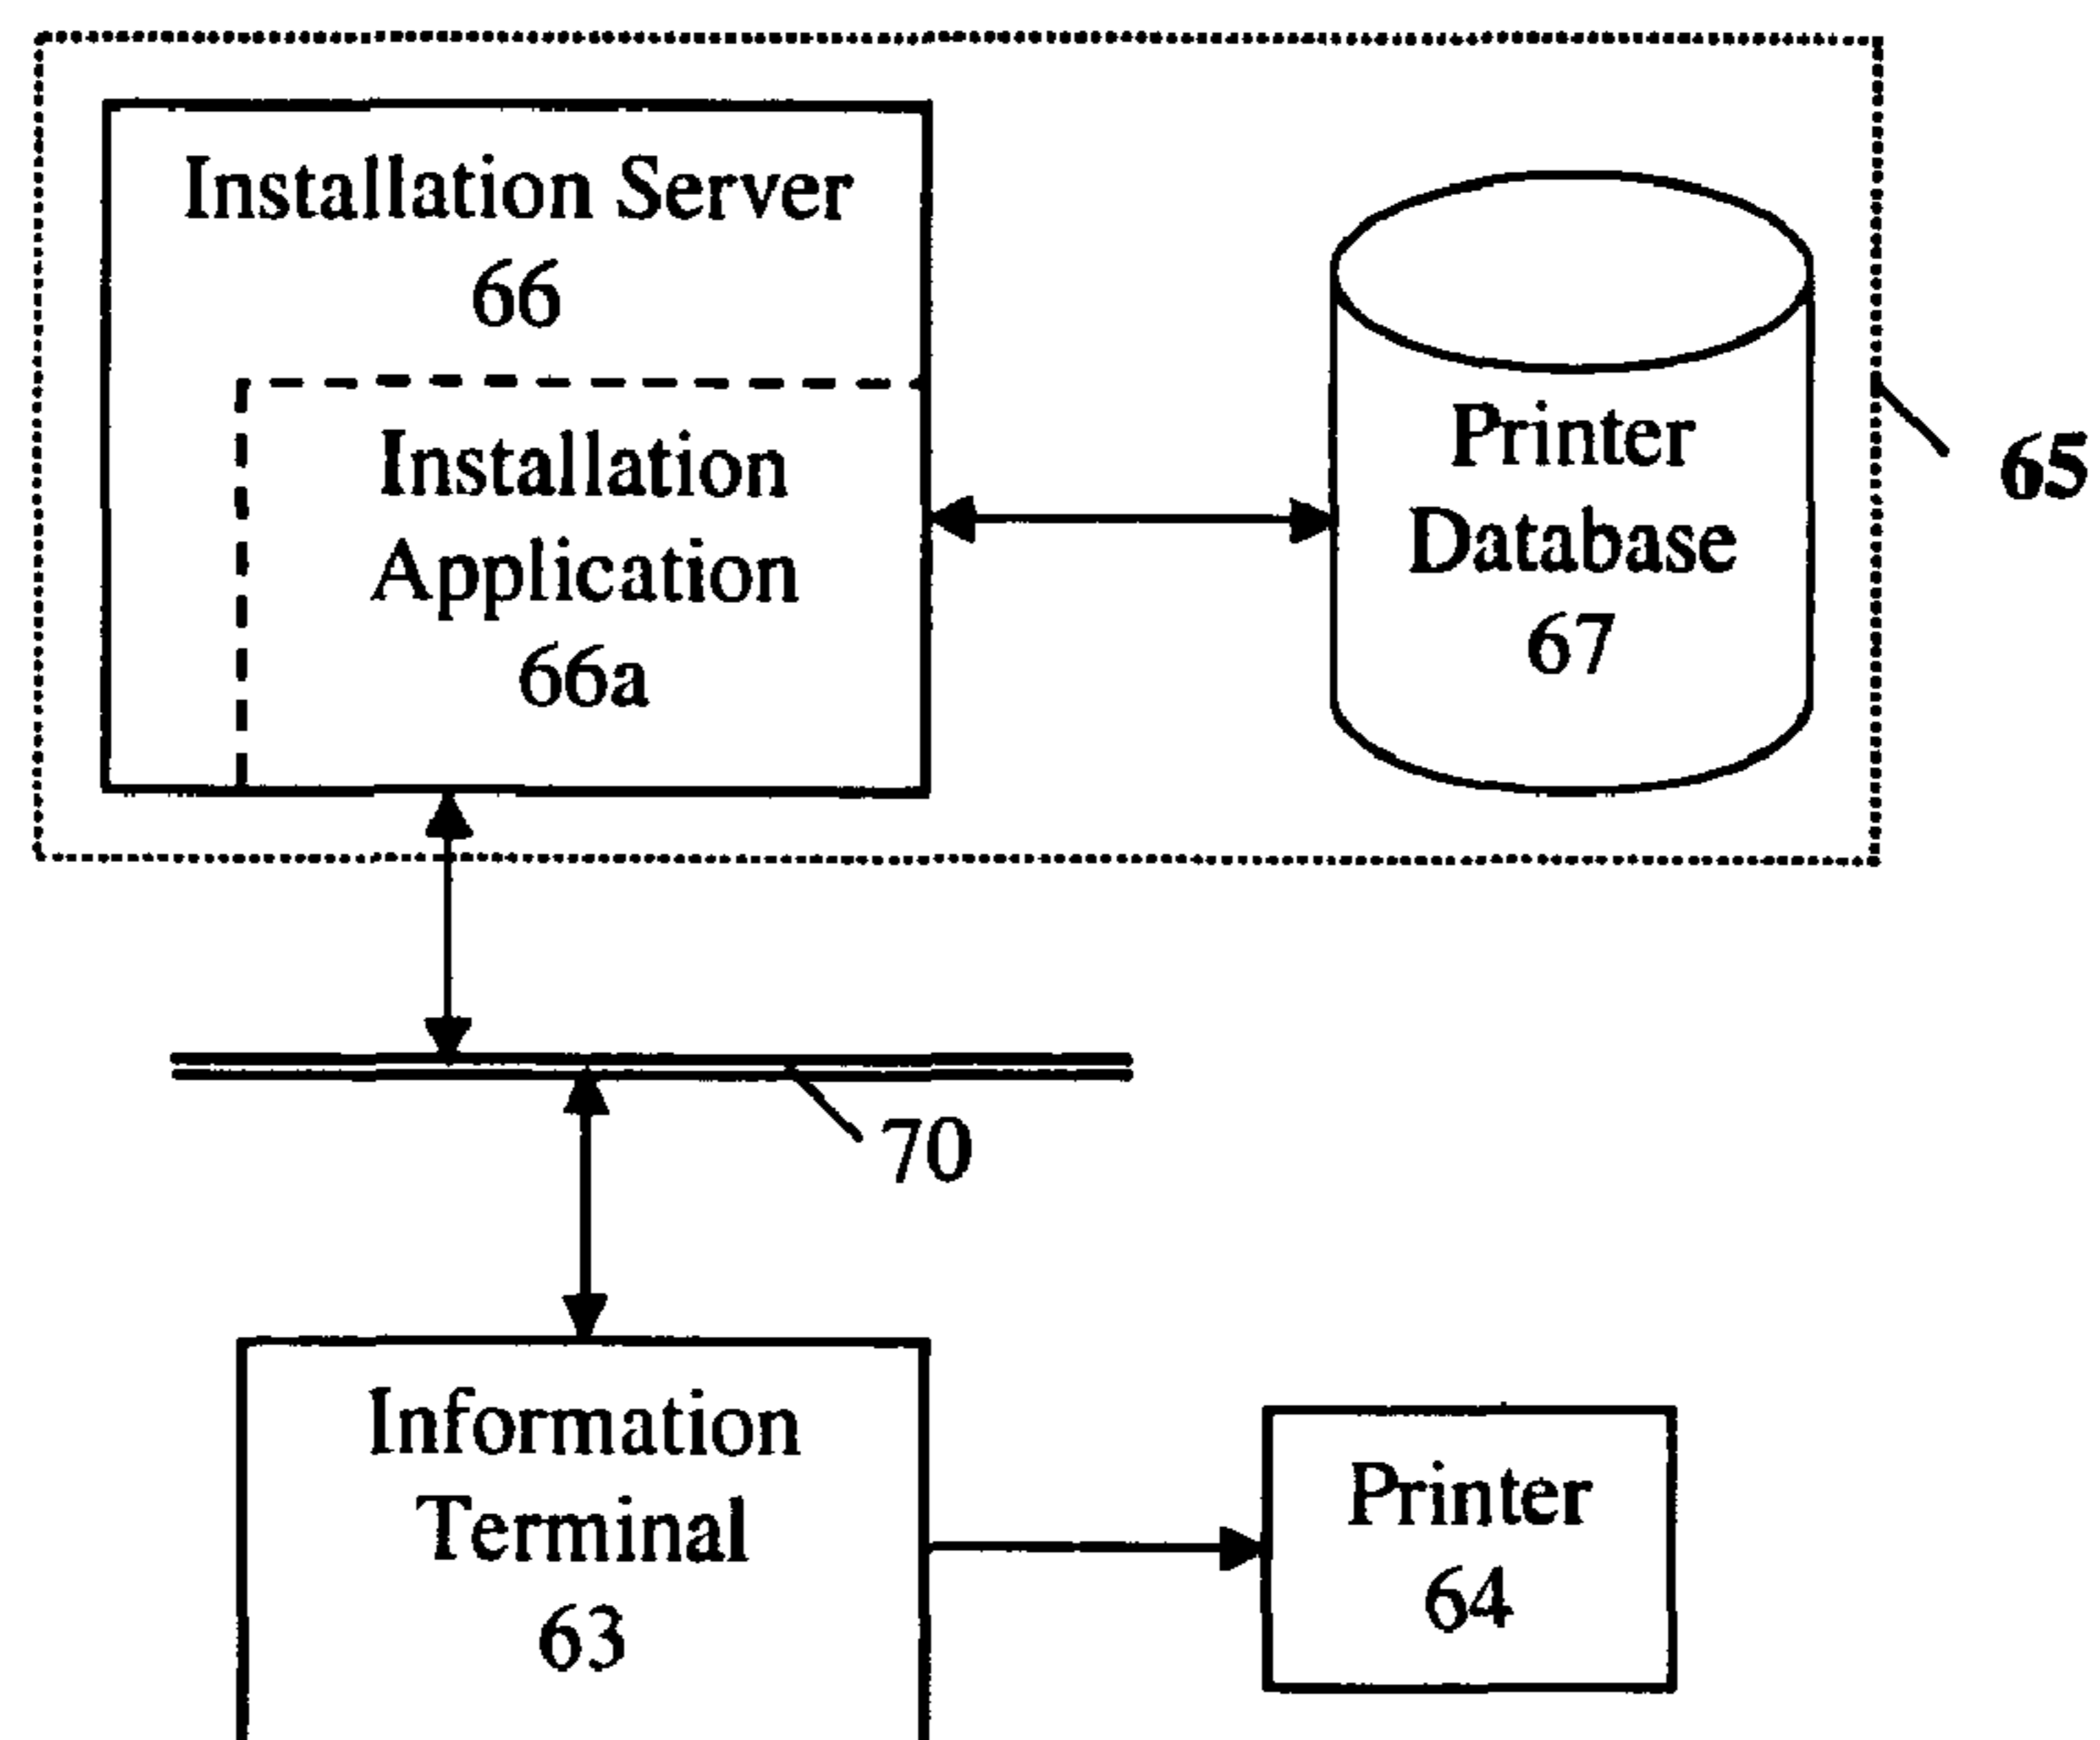 Installation Server
66
Installation
Application
66a
Printer
Database
67
65
70
Information
Terminal
63
Printer
64